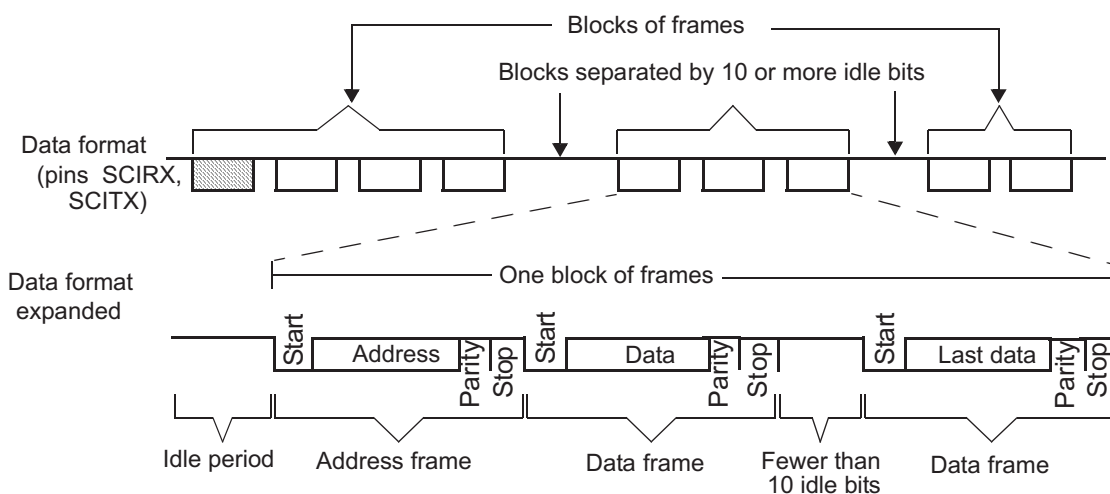 Blocks of frames
Blocks separated by 10 or more idle bits
Data format
(pins SCIRX,
SCITX)
Data format
expanded
One block of frames
Start
Address
Parity
Stop
Start
Data
Parity
Stop
Start
Last data
Parity
Stop
Idle period
Address frame
Data frame
Fewer than
10 idle bits
Data frame